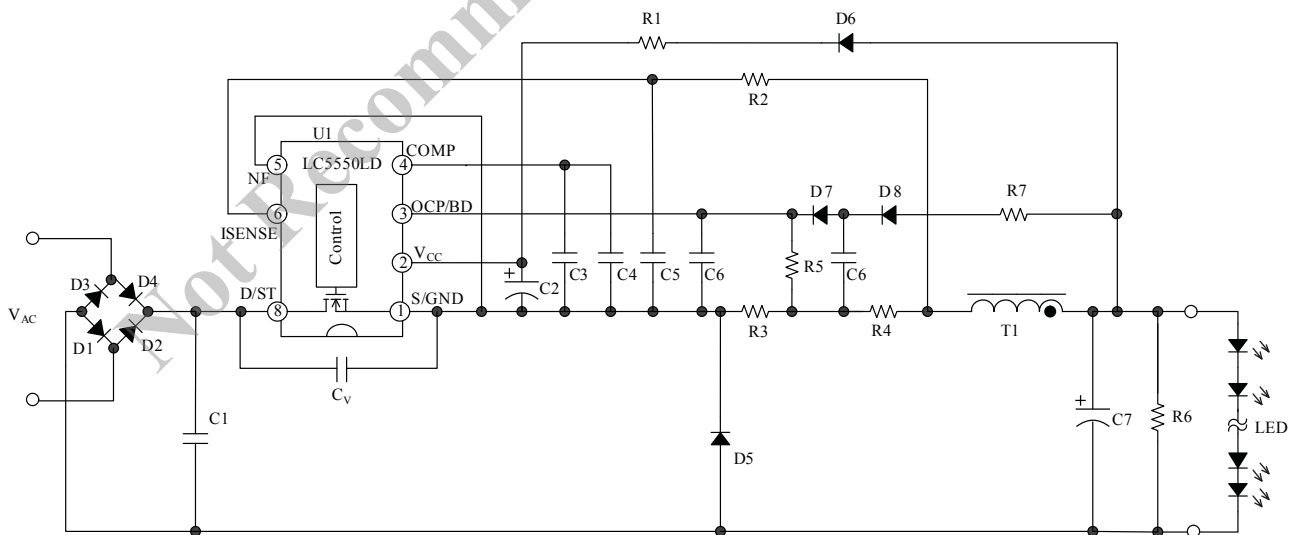 R1
D6
R2
U1
5
LC5550LD
4
COMP
NF
6
ISENSE
Control
3
OCP/BD
D7
D8
R7
2
VCC
C2
C3
C4
C5
C6
R5
C6
D3
D4
VAC
D1
D2
D/ST
8
1
S/GND
R3
R4
T1
CV
C1
D5
+
C7
R6
LED
+
Not Recomm